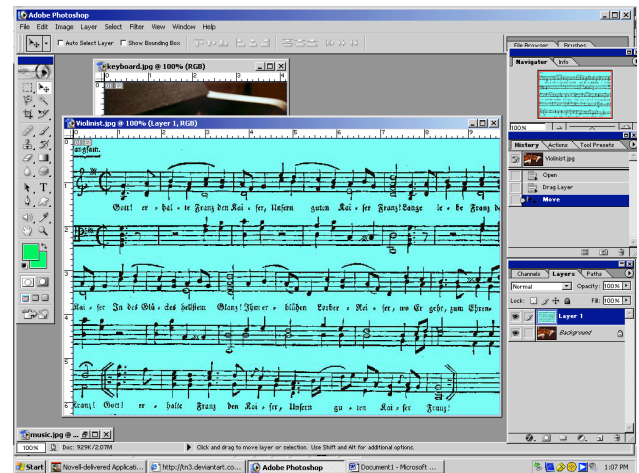 Adobe Photoshop
File Edit Image Layer Select Filter View Window Help
Auto Select Layer Show Bounding Box
File Browser Brushes
keyboard.jpg @ 100% (RGB)
Navigator Info
100%
Violinist.jpg @ 100% (Layer 1, RGB)
langsam.
Gott! er = hal = te Franz den Kai = ser, Unsern guten Kai = ser Franz! Lange le = be Franz
History Actions Tool Presets
Violinist.jpg
Open
Drag Layer
Move
Kai = ser In des Glü = ckes hellstem Glanz! Ihm er = blühen Lorber = Rei = ser, wo Er geht, zum Ehren=
Channels Layers Paths
Normal Opacity: 100%
Lock: Fill: 100%
Layer 1
Background
Kranz! Gott! er = halte Franz den Kai = ser, Unsern gu = ten Kai = ser Franz!
music.jpg @ ...
100% Doc: 929K/2.07M Click and drag to move layer or selection. Use Shift and Alt for additional options.
Start Novell-delivered Applicati... http://tn3.deviantart.co... Adobe Photoshop Document1 - Microsoft ... 1:07 PM